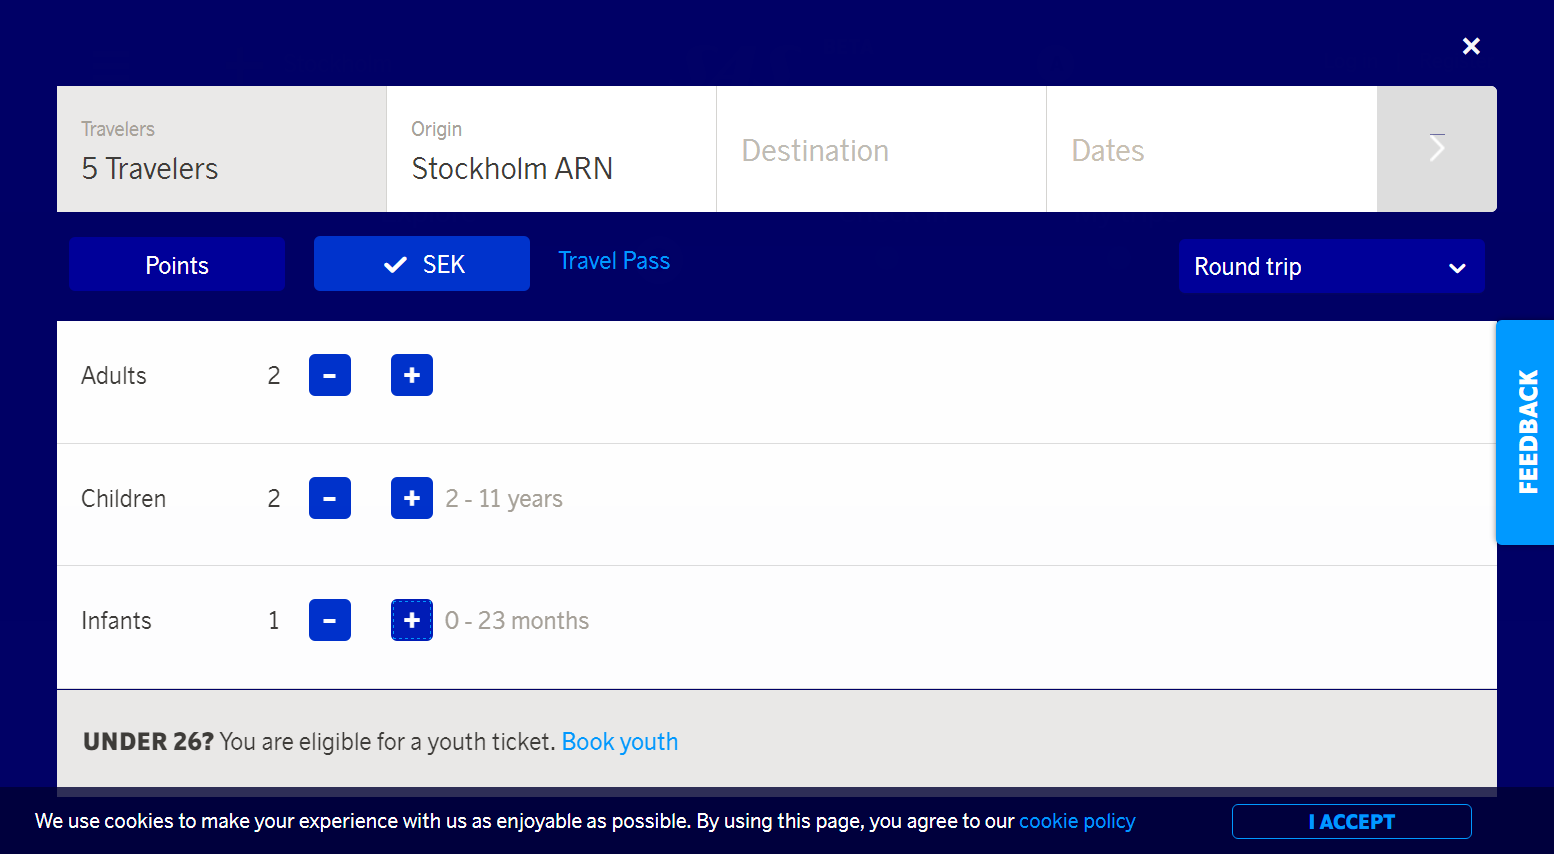 Travelers
5 Travelers
Origin
Stockholm ARN
Destination
Dates
Points
SEK
Travel Pass
Round trip
Adults 2 - +
Children 2 - + 2 - 11 years
Infants 1 - + 0 - 23 months
FEEDBACK
UNDER 26? You are eligible for a youth ticket. Book youth
We use cookies to make your experience with us as enjoyable as possible. By using this page, you agree to our cookie policy
I ACCEPT